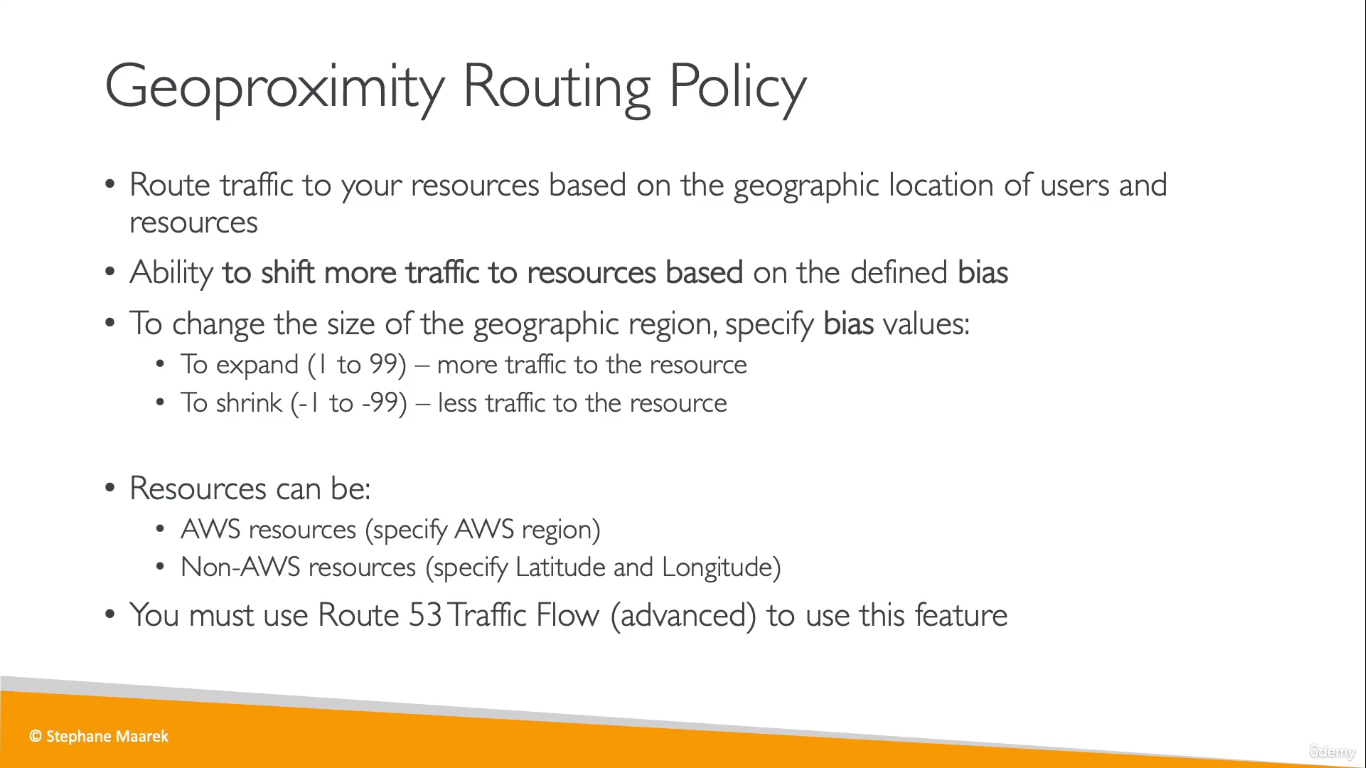 Geoproximity Routing Policy
• Route traffic to your resources based on the geographic location of users and
resources
• Ability to shift more traffic to resources based on the defined bias
• To change the size of the geographic region, specify bias values:
• To expand (1 to 99) – more traffic to the resource
• To shrink (-1 to -99) – less traffic to the resource
• Resources can be:
• AWS resources (specify AWS region)
• Non-AWS resources (specify Latitude and Longitude)
• You must use Route 53 Traffic Flow (advanced) to use this feature
© Stephane Maarek
ûdemy